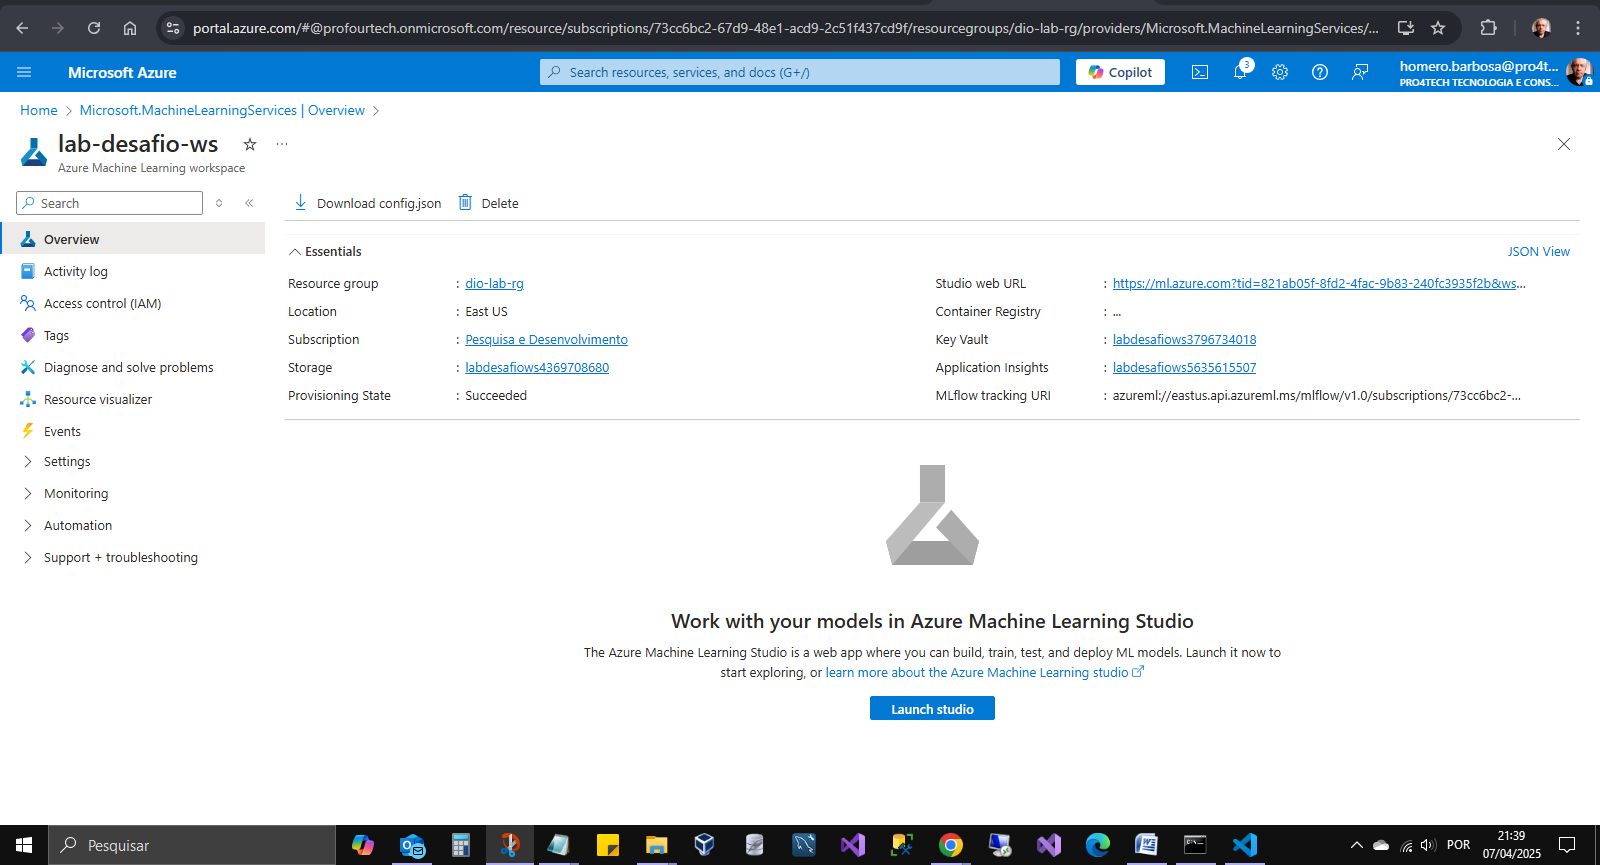 portal.azure.com/#@profourtech.onmicrosoft.com/resource/subscriptions/73cc6bc2-67d9-48e1-acd9-2c51f437cd9f/resourcegroups/dio-lab-rg/providers/Microsoft.MachineLearningServices/...
Microsoft Azure
Search resources, services, and docs (G+/)
Copilot
3
homero.barbosa@pro4t...
PRO4TECH TECNOLOGIA E CONS...
Home > Microsoft.MachineLearningServices | Overview >
lab-desafio-ws
Azure Machine Learning workspace
Search
Download config.json
Delete
Overview
Activity log
Access control (IAM)
Tags
Diagnose and solve problems
Resource visualizer
Events
Settings
Monitoring
Automation
Support + troubleshooting
Essentials
JSON View
Resource group : dio-lab-rg
Location : East US
Subscription : Pesquisa e Desenvolvimento
Storage : labdesafiows4369708680
Provisioning State : Succeeded
Studio web URL : https://ml.azure.com?tid=821ab05f-8fd2-4fac-9b83-240fc3935f2b&ws...
Container Registry : ...
Key Vault : labdesafiows3796734018
Application Insights : labdesafiows5635615507
MLflow tracking URI : azureml://eastus.api.azureml.ms/mlflow/v1.0/subscriptions/73cc6bc2-...
Work with your models in Azure Machine Learning Studio
The Azure Machine Learning Studio is a web app where you can build, train, test, and deploy ML models. Launch it now to
start exploring, or learn more about the Azure Machine Learning studio
Launch studio
Pesquisar
POR
21:39
07/04/2025